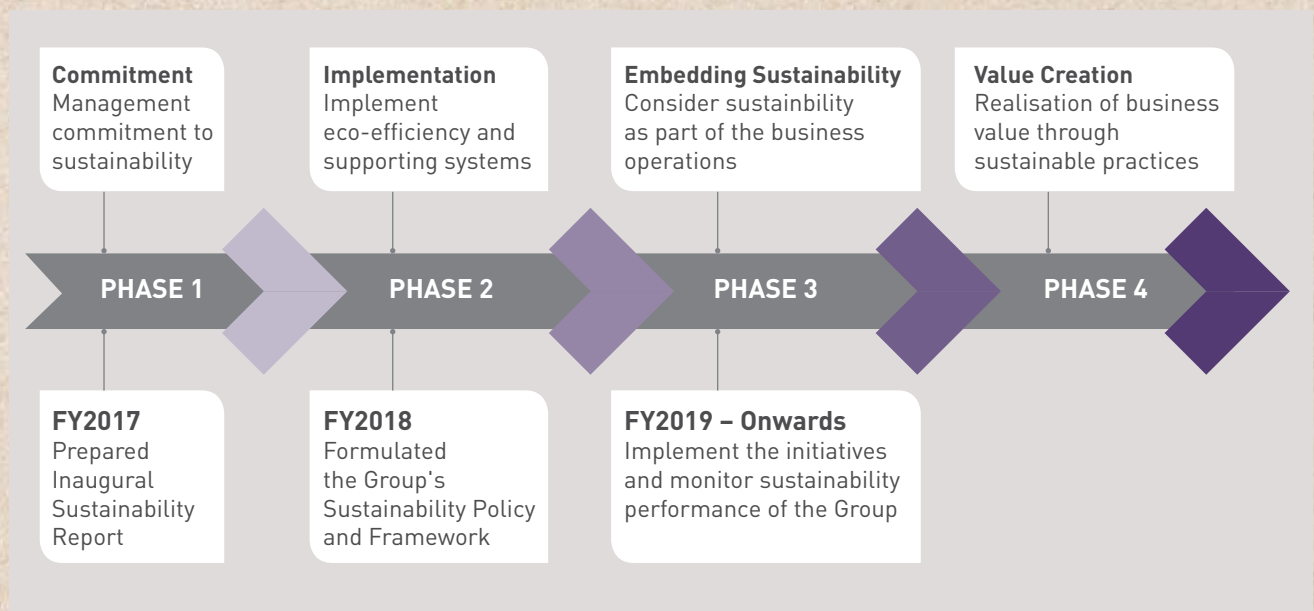 Commitment
Management
commitment to
sustainability
Implementation
Implement
eco-efficiency and
supporting systems
Embedding Sustainability
Consider sustainbility
as part of the business
operations
Value Creation
Realisation of business
value through
sustainable practices
PHASE 1
PHASE 2
PHASE 3
PHASE 4
FY2017
Prepared
Inaugural
Sustainability
Report
FY2018
Formulated
the Group's
Sustainability Policy
and Framework
FY2019 – Onwards
Implement the initiatives
and monitor sustainability
performance of the Group